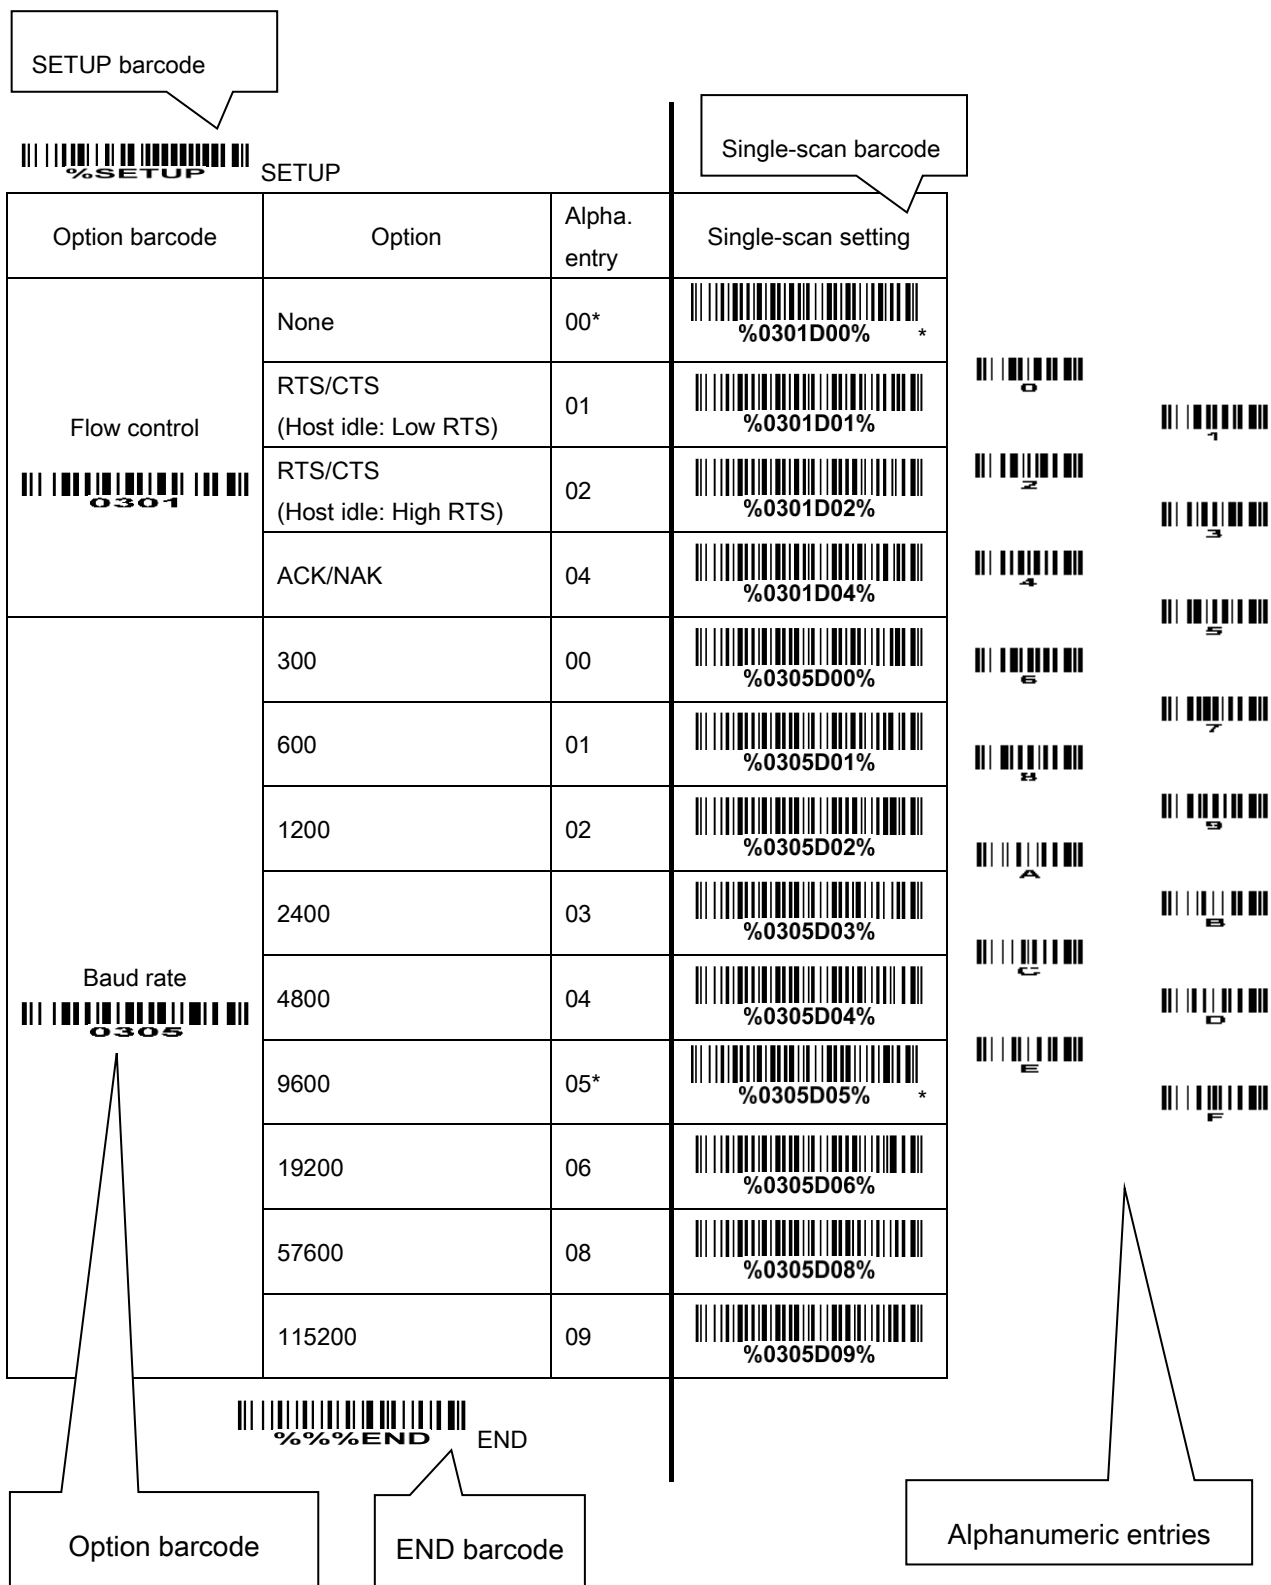 SETUP barcode
Single-scan barcode
%SETUP SETUP
Option barcode Option Alpha. entry Single-scan setting
Flow control
0301
None 00* %0301D00% *
RTS/CTS
(Host idle: Low RTS) 01 %0301D01%
RTS/CTS
(Host idle: High RTS) 02 %0301D02%
ACK/NAK 04 %0301D04%
Baud rate
0305
300 00 %0305D00%
600 01 %0305D01%
1200 02 %0305D02%
2400 03 %0305D03%
4800 04 %0305D04%
9600 05* %0305D05% *
19200 06 %0305D06%
57600 08 %0305D08%
115200 09 %0305D09%
0
1
2
3
4
5
6
7
8
9
A
B
C
D
E
F
%%%END END
Option barcode
END barcode
Alphanumeric entries